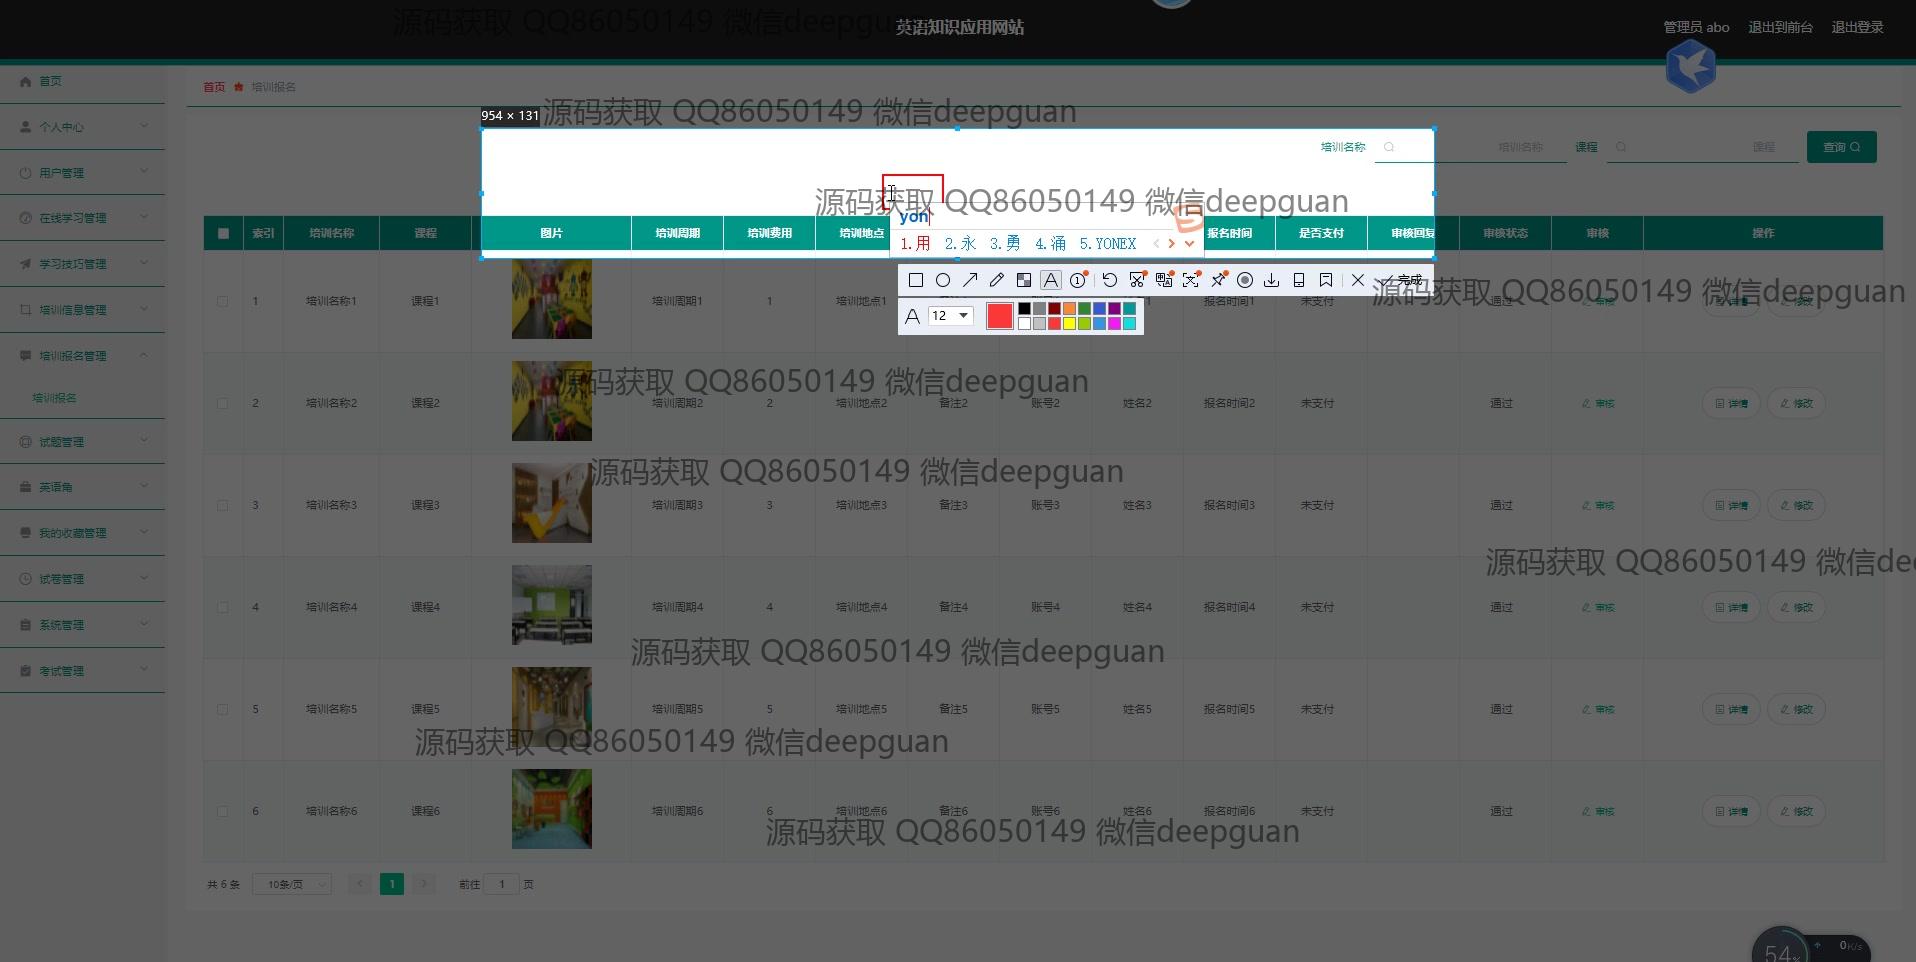 源码获取 QQ86050149 微信deepguan
英语知识应用网站
管理员 abo 退出到前台 退出登录
首页
首页 培训报名
源码获取 QQ86050149 微信deepguan
954 × 131
个人中心
培训名称 培训名称 课程 课程 查询
用户管理
源码获取 QQ86050149 微信deepguan
yon
在线学习管理
索引 培训名称 课程 图片 培训周期 培训费用 培训地点 报名时间 是否支付 审核回复 审核状态 审核 操作
1.用 2.永 3.勇 4.涌 5.YONEX
学习技巧管理
完成
源码获取 QQ86050149 微信deepguan
1 培训名称1 课程1 培训周期1 1 培训地点1 报名时间1 未支付 通过 审核 详情 修改
培训信息管理
12
培训报名管理
培训报名
源码获取 QQ86050149 微信deepguan
2 培训名称2 课程2 培训周期2 2 培训地点2 备注2 账号2 姓名2 报名时间2 未支付 通过 审核 详情 修改
试题管理
源码获取 QQ86050149 微信deepguan
英语角
3 培训名称3 课程3 培训周期3 3 培训地点3 备注3 账号3 姓名3 报名时间3 未支付 通过 审核 详情 修改
我的收藏管理
源码获取 QQ86050149 微信dee
试卷管理
4 培训名称4 课程4 培训周期4 4 培训地点4 备注4 账号4 姓名4 报名时间4 未支付 通过 审核 详情 修改
系统管理
源码获取 QQ86050149 微信deepguan
考试管理
5 培训名称5 课程5 培训周期5 5 培训地点5 备注5 账号5 姓名5 报名时间5 未支付 通过 审核 详情 修改
源码获取 QQ86050149 微信deepguan
6 培训名称6 课程6 培训周期6 6 培训地点6 备注6 账号6 姓名6 报名时间6 未支付 通过 审核 详情 修改
源码获取 QQ86050149 微信deepguan
共 6 条 10条/页 1 前往 1 页
54% 0K/s